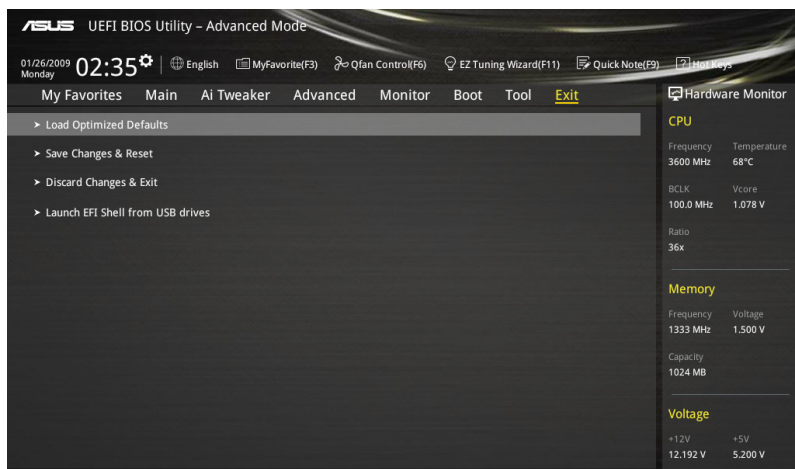 ASUS UEFI BIOS Utility – Advanced Mode
01/26/2009
Monday
02:35
English MyFavorite(F3) Qfan Control(F6) EZ Tuning Wizard(F11) Quick Note(F9) ? Hot Keys
My Favorites Main Ai Tweaker Advanced Monitor Boot Tool Exit
> Load Optimized Defaults
> Save Changes & Reset
> Discard Changes & Exit
> Launch EFI Shell from USB drives
Hardware Monitor
CPU
Frequency Temperature
3600 MHz 68°C
BCLK Vcore
100.0 MHz 1.078 V
Ratio
36x
Memory
Frequency Voltage
1333 MHz 1.500 V
Capacity
1024 MB
Voltage
+12V +5V
12.192 V 5.200 V